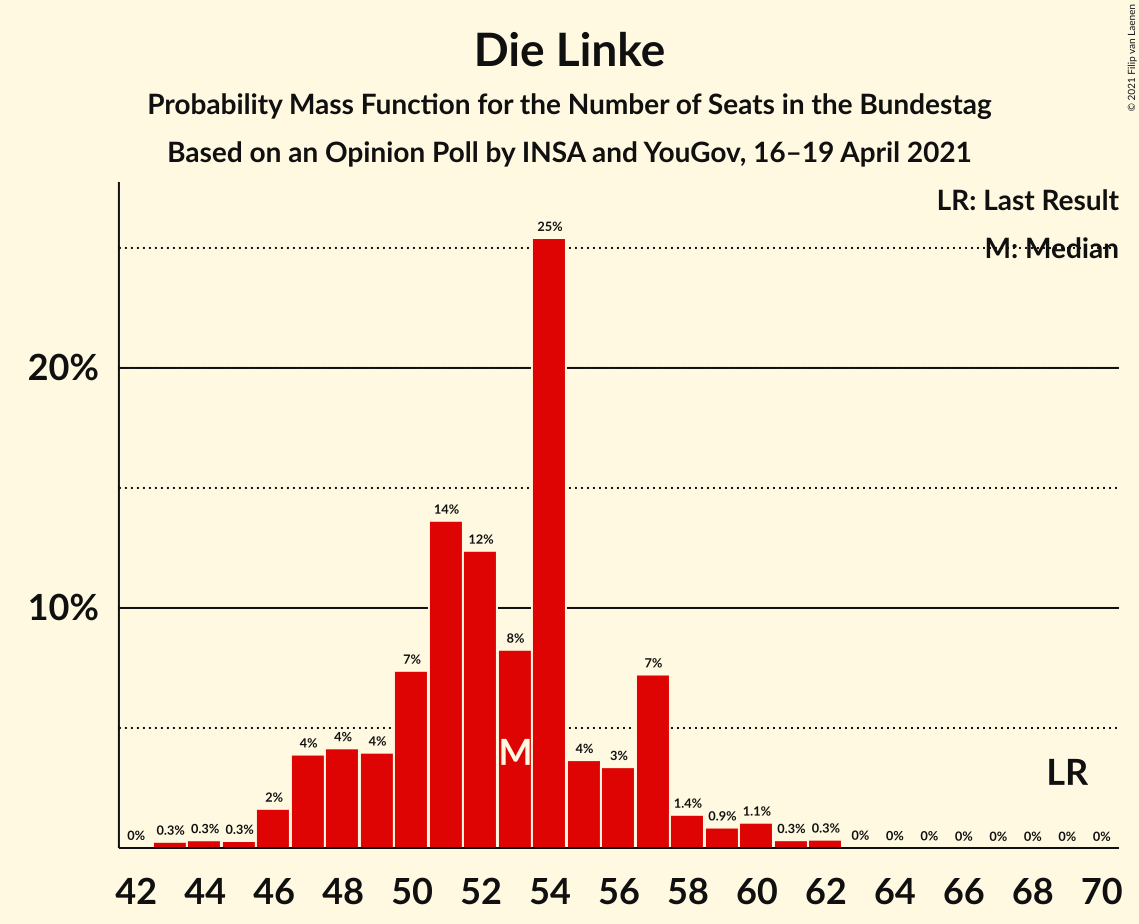 Die Linke
Probability Mass Function for the Number of Seats in the Bundestag
Based on an Opinion Poll by INSA and YouGov, 16–19 April 2021
© 2021 Filip van Laenen
LR: Last Result
M: Median
20%
10%
0% 0.3% 0.3% 0.3% 2% 4% 4% 4% 7% 14% 12% 8% 25% 4% 3% 7% 1.4% 0.9% 1.1% 0.3% 0.3% 0% 0% 0% 0% 0% 0% 0% 0%
M
LR
42 44 46 48 50 52 54 56 58 60 62 64 66 68 70